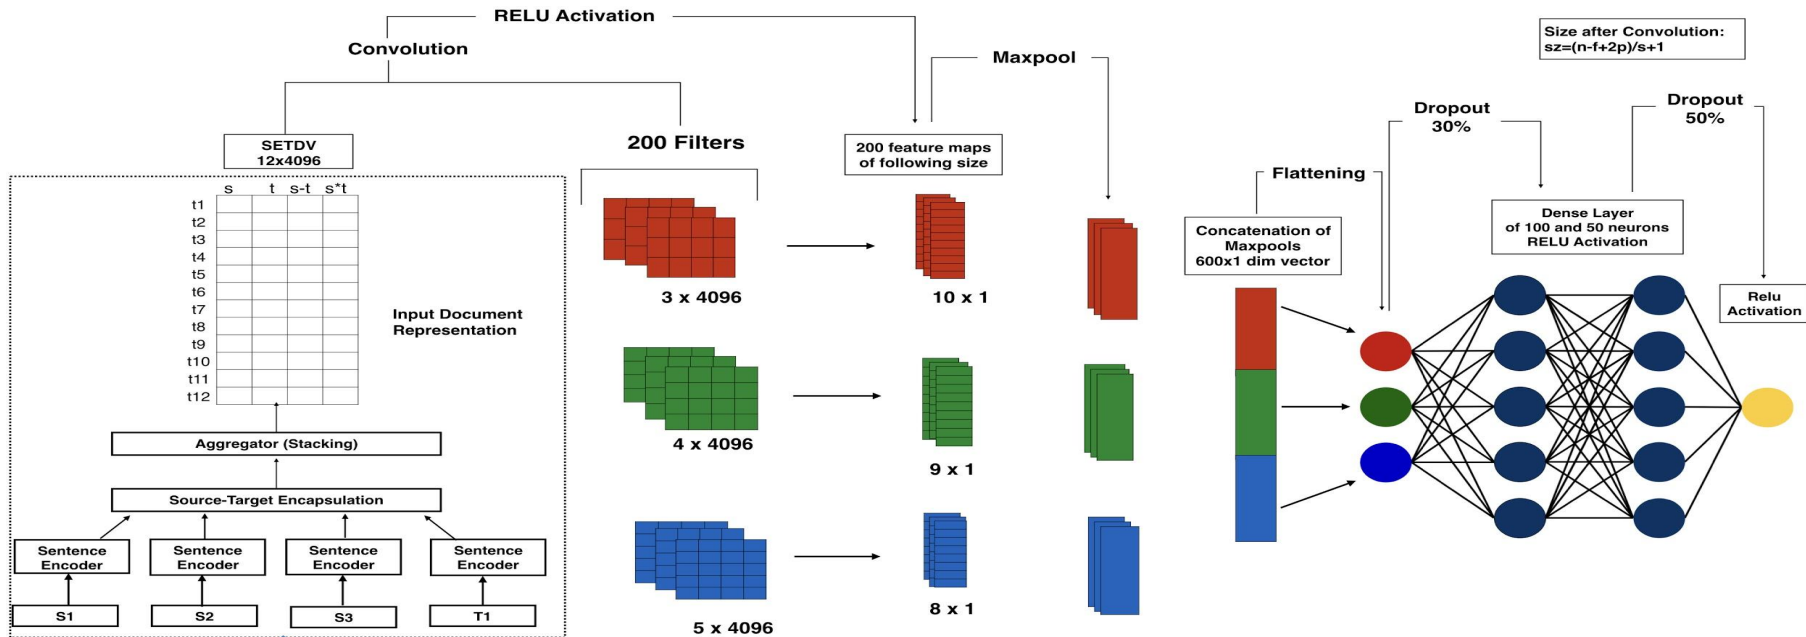 RELU Activation
Convolution
SETDV
12x4096
s t s-t s*t
t1
t2
t3
t4
t5
t6
t7
t8
t9
t10
t11
t12
Input Document
Representation
Aggregator (Stacking)
Source-Target Encapsulation
Sentence
Encoder
Sentence
Encoder
Sentence
Encoder
Sentence
Encoder
S1
S2
S3
T1
200 Filters
3 x 4096
4 x 4096
5 x 4096
200 feature maps
of following size
10 x 1
9 x 1
8 x 1
Maxpool
Concatenation of
Maxpools
600x1 dim vector
Flattening
Dropout
30%
Dense Layer
of 100 and 50 neurons
RELU Activation
Dropout
50%
Relu
Activation
Size after Convolution:
sz=(n-f+2p)/s+1